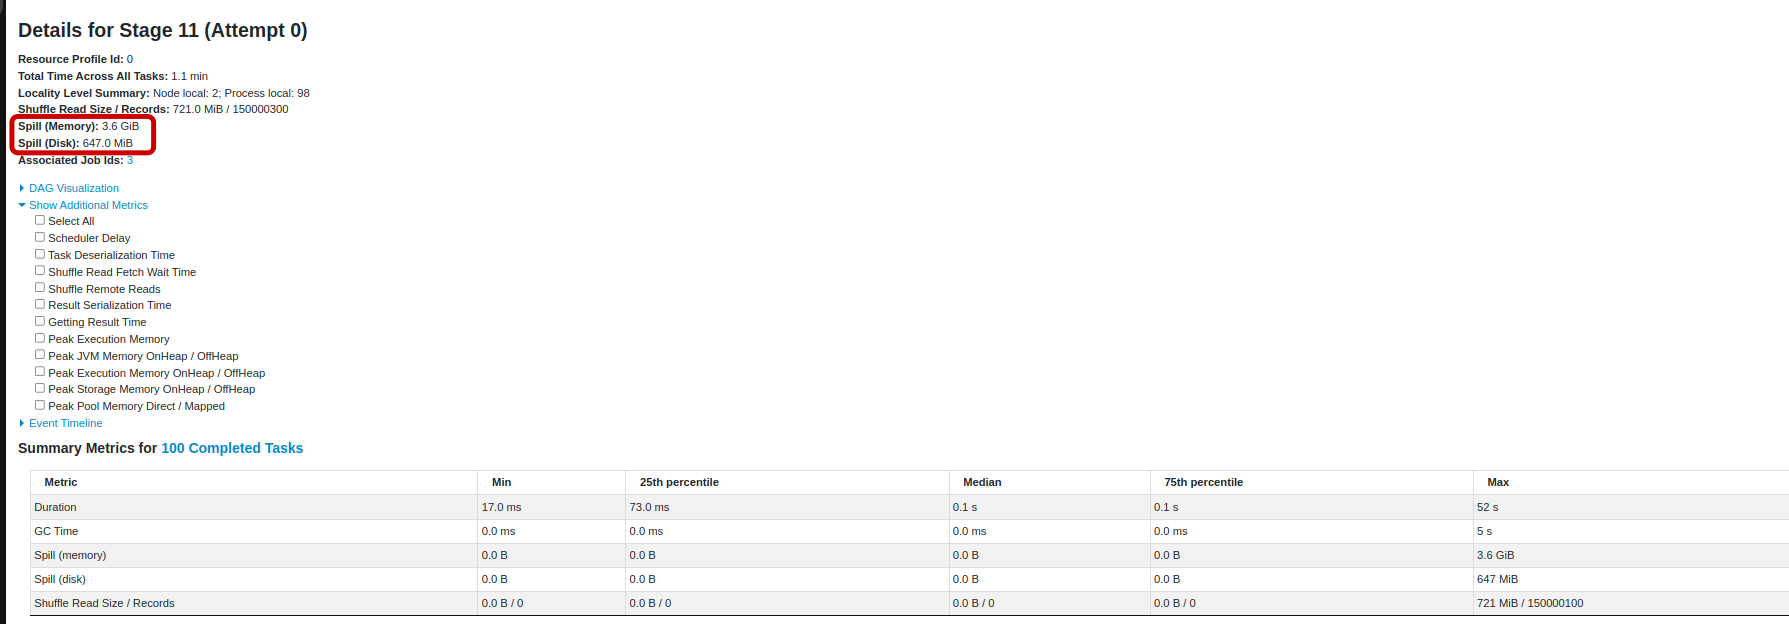 Details for Stage 11 (Attempt 0)
Resource Profile Id: 0
Total Time Across All Tasks: 1.1 min
Locality Level Summary: Node local: 2; Process local: 98
Shuffle Read Size / Records: 721.0 MiB / 150000300
Spill (Memory): 3.6 GiB
Spill (Disk): 647.0 MiB
Associated Job Ids: 3
DAG Visualization
Show Additional Metrics
Select All
Scheduler Delay
Task Deserialization Time
Shuffle Read Fetch Wait Time
Shuffle Remote Reads
Result Serialization Time
Getting Result Time
Peak Execution Memory
Peak JVM Memory OnHeap / OffHeap
Peak Execution Memory OnHeap / OffHeap
Peak Storage Memory OnHeap / OffHeap
Peak Pool Memory Direct / Mapped
Event Timeline
Summary Metrics for 100 Completed Tasks
Metric Min 25th percentile Median 75th percentile Max
Duration 17.0 ms 73.0 ms 0.1 s 0.1 s 52 s
GC Time 0.0 ms 0.0 ms 0.0 ms 0.0 ms 5 s
Spill (memory) 0.0 B 0.0 B 0.0 B 0.0 B 3.6 GiB
Spill (disk) 0.0 B 0.0 B 0.0 B 0.0 B 647 MiB
Shuffle Read Size / Records 0.0 B / 0 0.0 B / 0 0.0 B / 0 0.0 B / 0 721 MiB / 150000100